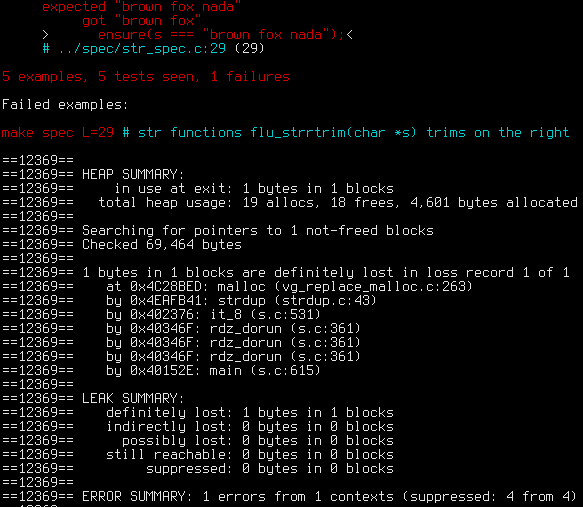 expected "brown fox nada"
got "brown fox"
> ensure(s === "brown fox nada");<
# ../spec/str_spec.c:29 (29)
5 examples, 5 tests seen, 1 failures
Failed examples:
make spec L=29 # str functions flu_strrtrim(char *s) trims on the right
==12369==
==12369== HEAP SUMMARY:
==12369== in use at exit: 1 bytes in 1 blocks
==12369== total heap usage: 19 allocs, 18 frees, 4,601 bytes allocated
==12369==
==12369== Searching for pointers to 1 not-freed blocks
==12369== Checked 69,464 bytes
==12369==
==12369== 1 bytes in 1 blocks are definitely lost in loss record 1 of 1
==12369== at 0x4C28BED: malloc (vg_replace_malloc.c:263)
==12369== by 0x4EAFB41: strdup (strdup.c:43)
==12369== by 0x402376: it_8 (s.c:531)
==12369== by 0x40346F: rdz_dorun (s.c:361)
==12369== by 0x40346F: rdz_dorun (s.c:361)
==12369== by 0x40346F: rdz_dorun (s.c:361)
==12369== by 0x40152E: main (s.c:615)
==12369==
==12369== LEAK SUMMARY:
==12369== definitely lost: 1 bytes in 1 blocks
==12369== indirectly lost: 0 bytes in 0 blocks
==12369== possibly lost: 0 bytes in 0 blocks
==12369== still reachable: 0 bytes in 0 blocks
==12369== suppressed: 0 bytes in 0 blocks
==12369==
==12369== ERROR SUMMARY: 1 errors from 1 contexts (suppressed: 4 from 4)
==12369==